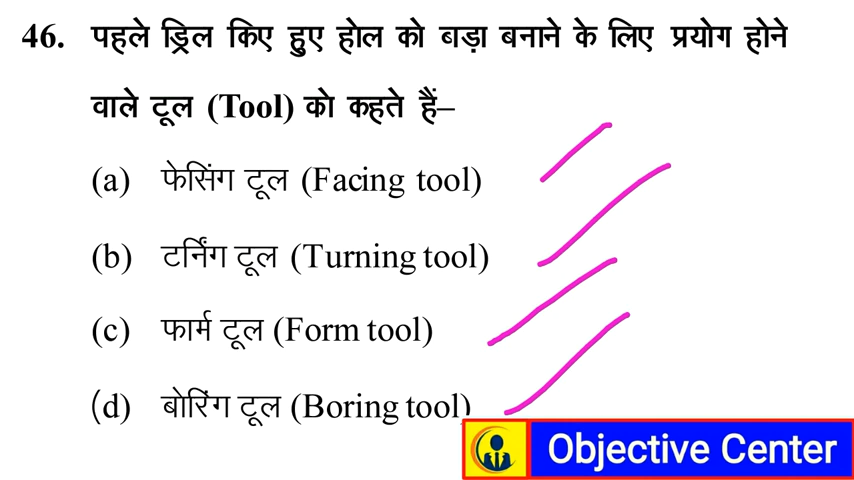 46. पहले ड्रिल किए हुए होल को बड़ा बनाने के लिए प्रयोग होने
वाले टूल (Tool) को कहते हैं–
(a) फेसिंग टूल (Facing tool)
(b) टर्निंग टूल (Turning tool)
(c) फार्म टूल (Form tool)
(d) बोरिंग टूल (Boring tool)
Objective Center